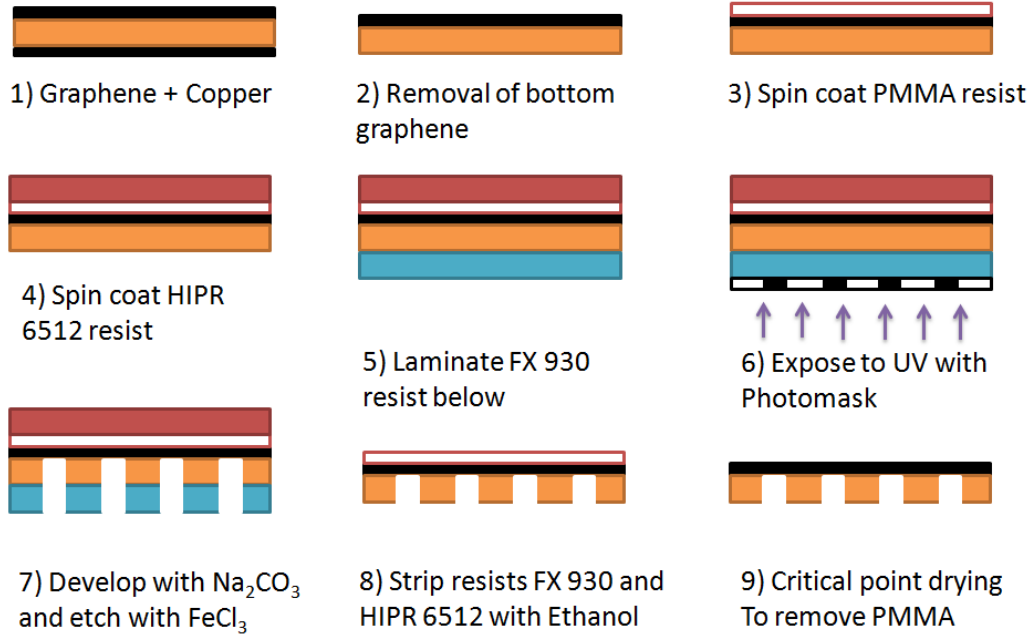 1) Graphene + Copper
2) Removal of bottom
graphene
3) Spin coat PMMA resist
4) Spin coat HIPR
6512 resist
5) Laminate FX 930
resist below
6) Expose to UV with
Photomask
7) Develop with Na₂CO₃
and etch with FeCl₃
8) Strip resists FX 930 and
HIPR 6512 with Ethanol
9) Critical point drying
To remove PMMA